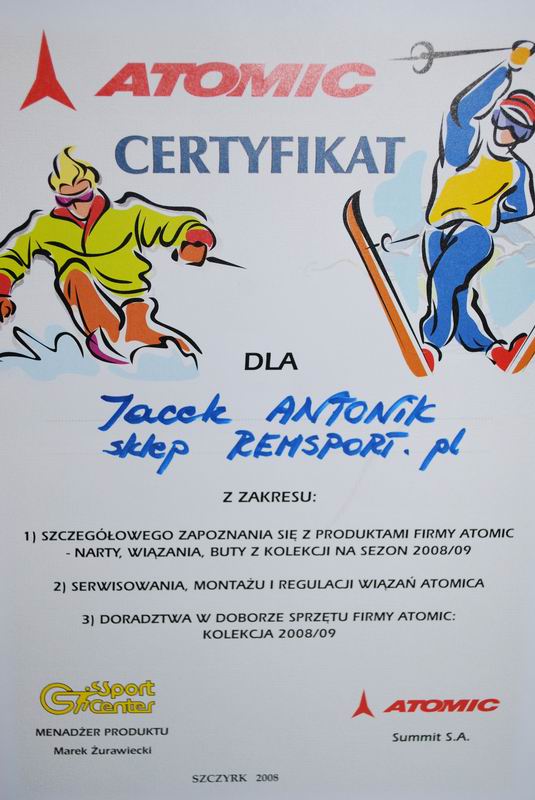 ATOMIC
CERTYFIKAT
DLA
Jacek ANTONIK
sklep REMSPORT.pl
Z ZAKRESU:
1) SZCZEGÓŁOWEGO ZAPOZNANIA SIĘ Z PRODUKTAMI FIRMY ATOMIC
- NARTY, WIĄZANIA, BUTY Z KOLEKCJI NA SEZON 2008/09
2) SERWISOWANIA, MONTAŻU I REGULACJI WIĄZAŃ ATOMICA
3) DORADZTWA W DOBORZE SPRZĘTU FIRMY ATOMIC:
KOLEKCJA 2008/09
Sport
Center
MENADŻER PRODUKTU
Marek Żurawiecki
ATOMIC
Summit S.A.
SZCZYRK 2008